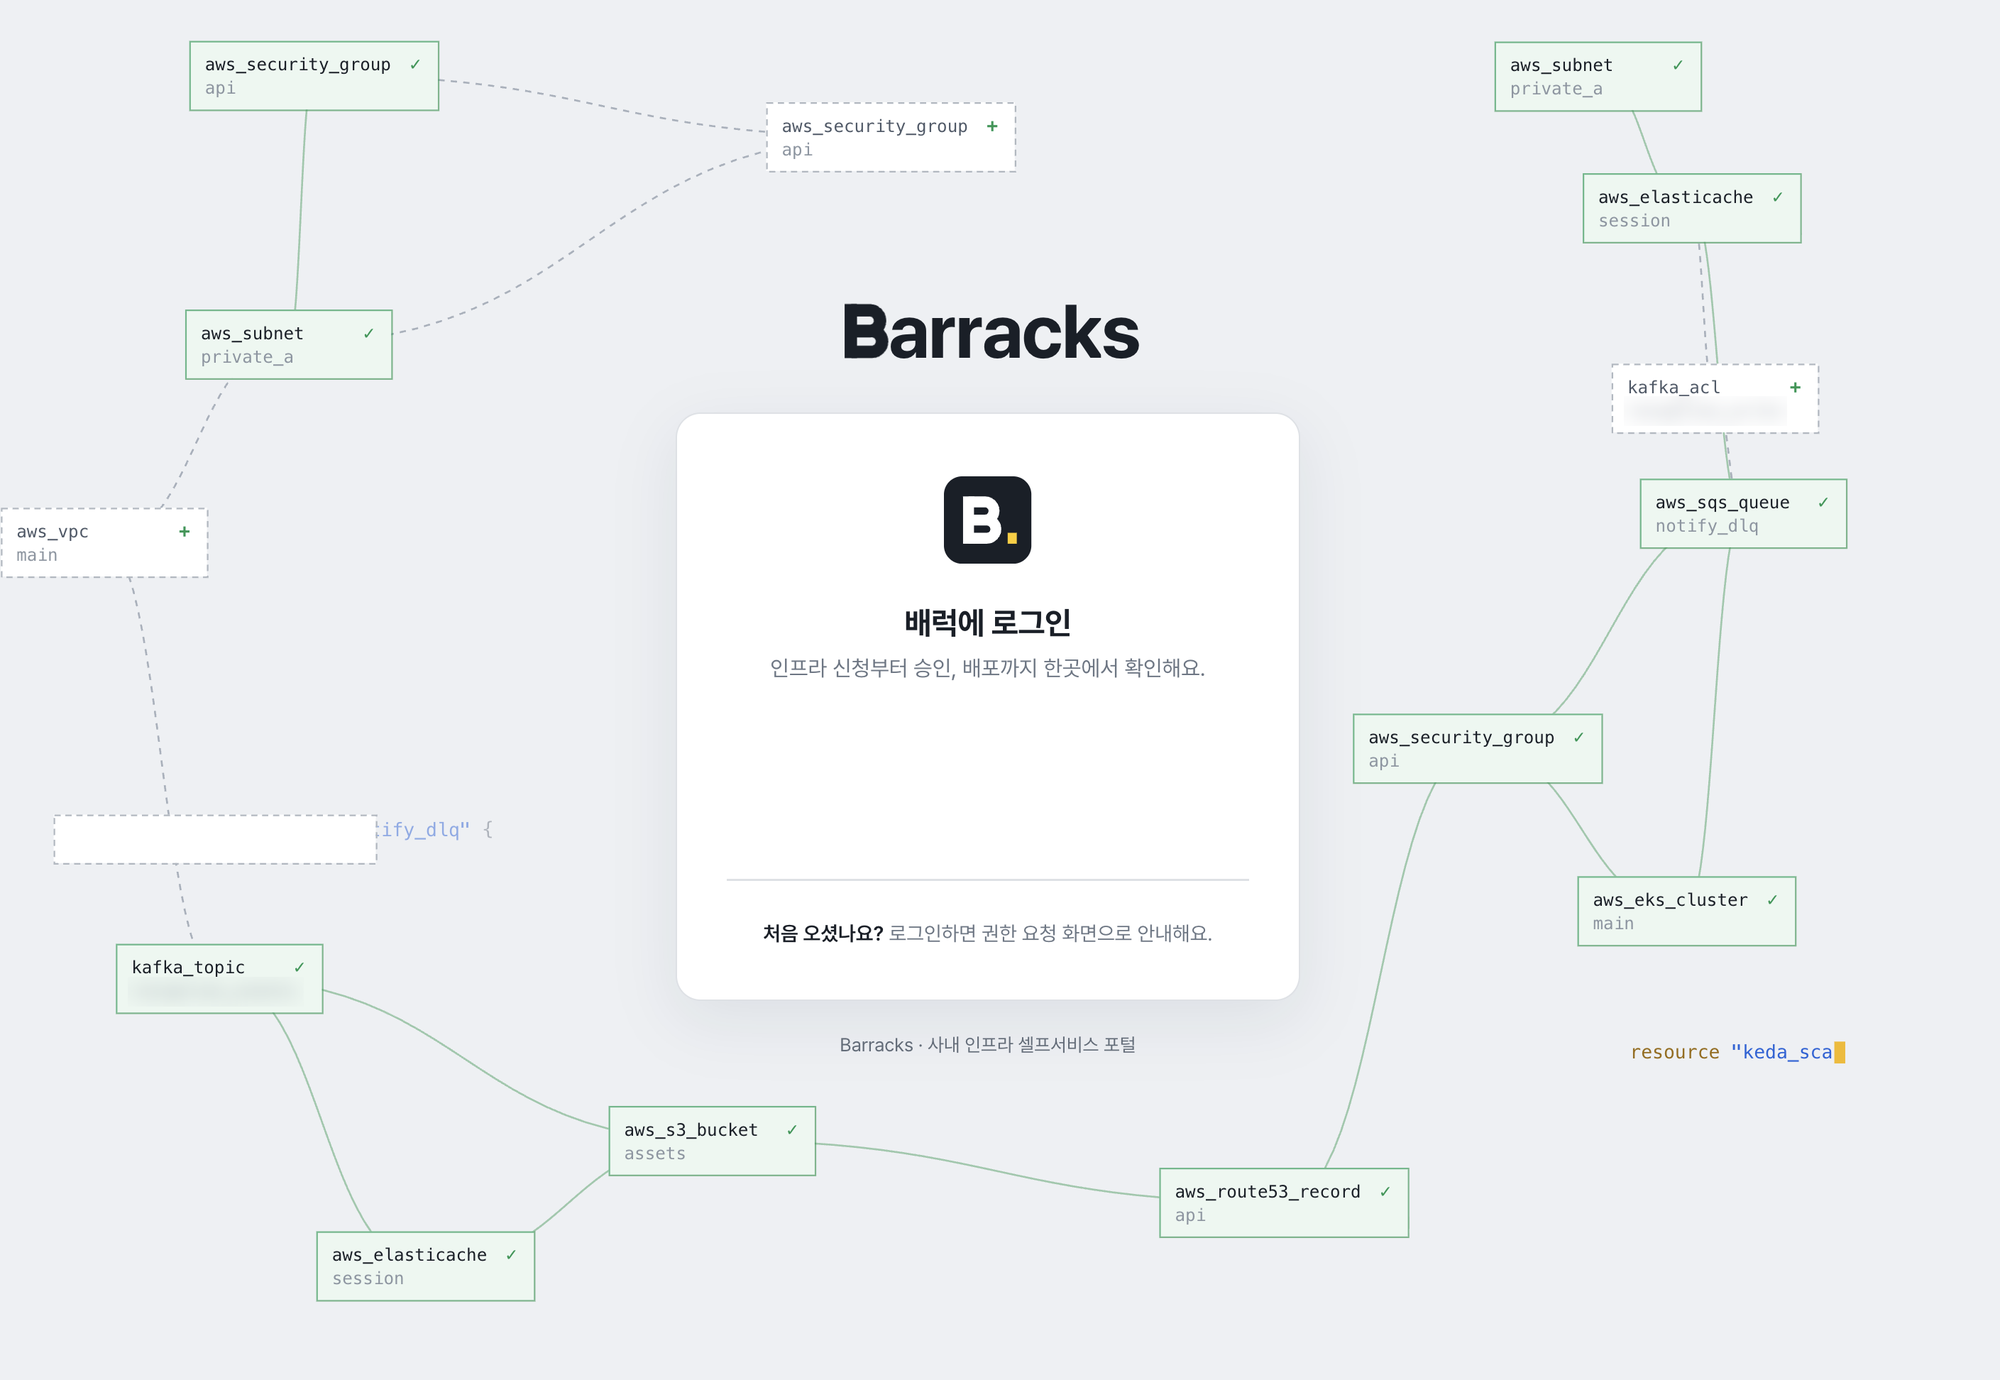 aws_security_group ✓
api
aws_subnet ✓
private_a
aws_security_group +
api
aws_subnet ✓
private_a
aws_elasticache ✓
session
Barracks
kafka_acl +
aws_sqs_queue ✓
notify_dlq
aws_vpc +
main
B.
배럭에 로그인
인프라 신청부터 승인, 배포까지 한곳에서 확인해요.
aws_security_group ✓
api
ify_dlq" {
aws_eks_cluster ✓
main
처음 오셨나요? 로그인하면 권한 요청 화면으로 안내해요.
kafka_topic ✓
Barracks · 사내 인프라 셀프서비스 포털
resource "keda_sca
aws_s3_bucket ✓
assets
aws_route53_record ✓
api
aws_elasticache ✓
session